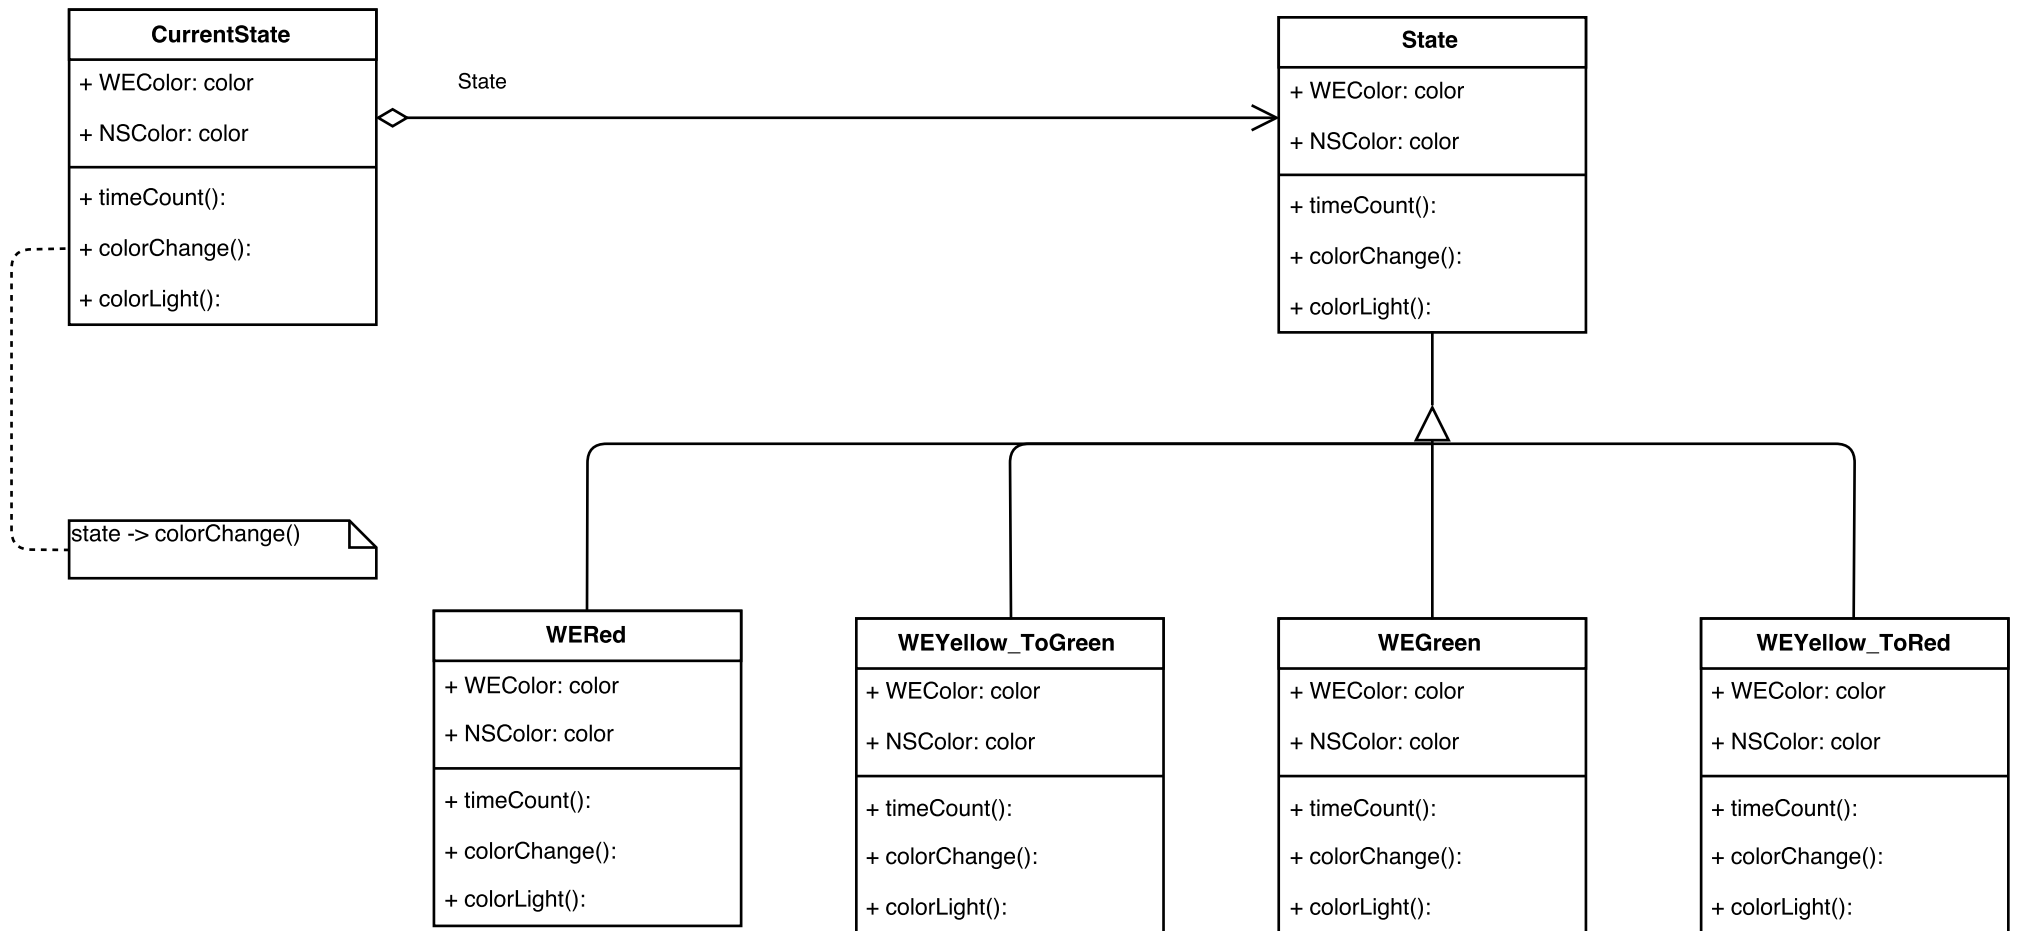 CurrentState
+ WEColor: color
+ NSColor: color
+ timeCount():
+ colorChange():
+ colorLight():
State
State
+ WEColor: color
+ NSColor: color
+ timeCount():
+ colorChange():
+ colorLight():
state -> colorChange()
WERed
+ WEColor: color
+ NSColor: color
+ timeCount():
+ colorChange():
+ colorLight():
WEYellow_ToGreen
+ WEColor: color
+ NSColor: color
+ timeCount():
+ colorChange():
+ colorLight():
WEGreen
+ WEColor: color
+ NSColor: color
+ timeCount():
+ colorChange():
+ colorLight():
WEYellow_ToRed
+ WEColor: color
+ NSColor: color
+ timeCount():
+ colorChange():
+ colorLight():